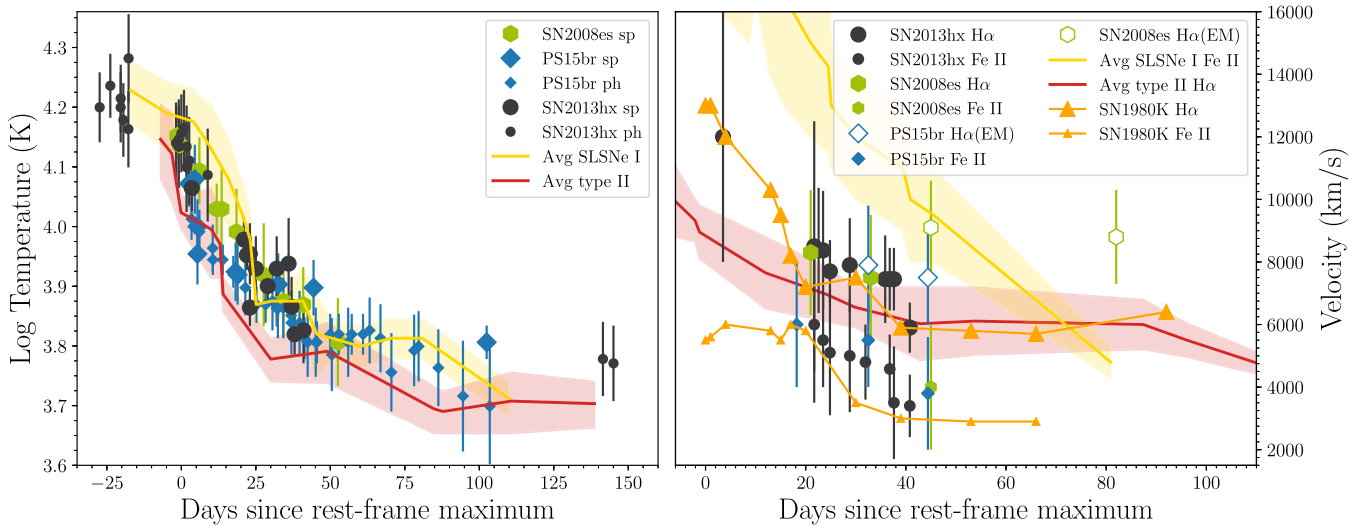 Log Temperature (K)
4.3
4.2
4.1
4.0
3.9
3.8
3.7
3.6
−25
0
25
50
75
100
125
150
Days since rest-frame maximum
SN2008es sp
PS15br sp
PS15br ph
SN2013hx sp
SN2013hx ph
Avg SLSNe I
Avg type II
SN2013hx Hα
SN2013hx Fe II
SN2008es Hα
SN2008es Fe II
PS15br Hα(EM)
PS15br Fe II
SN2008es Hα(EM)
Avg SLSNe I Fe II
Avg type II Hα
SN1980K Hα
SN1980K Fe II
16000
14000
12000
10000
8000
6000
4000
2000
Velocity (km/s)
0
20
40
60
80
100
Days since rest-frame maximum